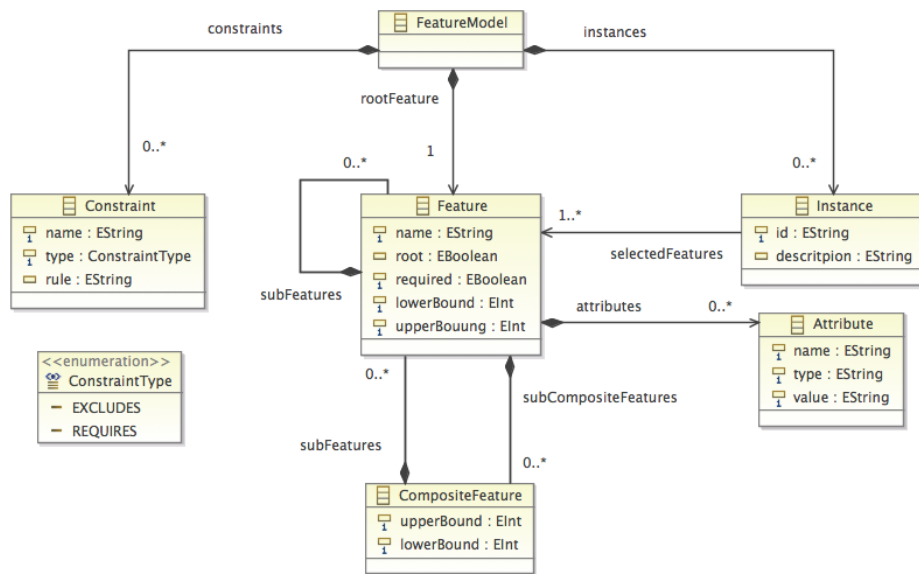 FeatureModel
constraints
instances
rootFeature
0..*
1
0..*
0..*
Constraint
name : EString
type : ConstraintType
rule : EString
Feature
name : EString
root : EBoolean
required : EBoolean
lowerBound : EInt
upperBouung : EInt
1..*
selectedFeatures
Instance
id : EString
descritpion : EString
subFeatures
attributes
0..*
Attribute
name : EString
type : EString
value : EString
<<enumeration>>
ConstraintType
EXCLUDES
REQUIRES
0..*
subCompositeFeatures
subFeatures
0..*
CompositeFeature
upperBound : EInt
lowerBound : EInt